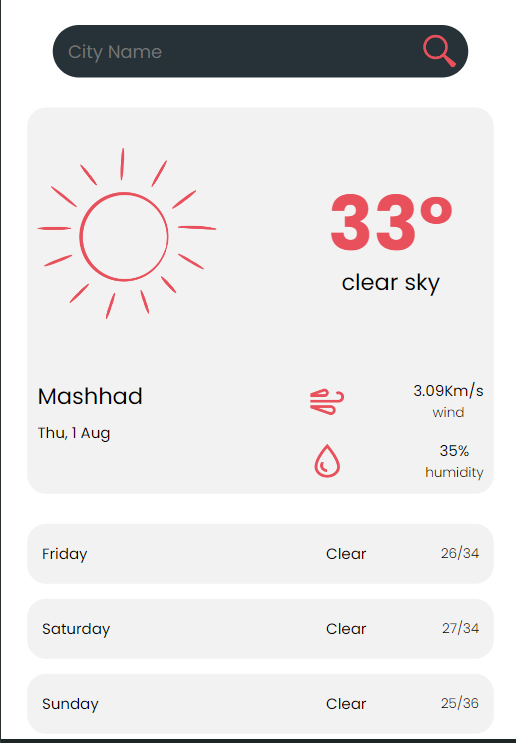 City Name
33°
clear sky
Mashhad
Thu, 1 Aug
3.09Km/s
wind
35%
humidity
Friday Clear 26/34
Saturday Clear 27/34
Sunday Clear 25/36